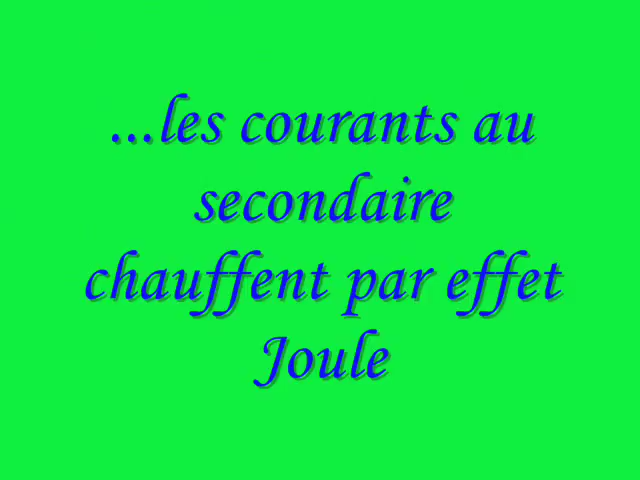 ...les courants au
secondaire
chauffent par effet
Joule